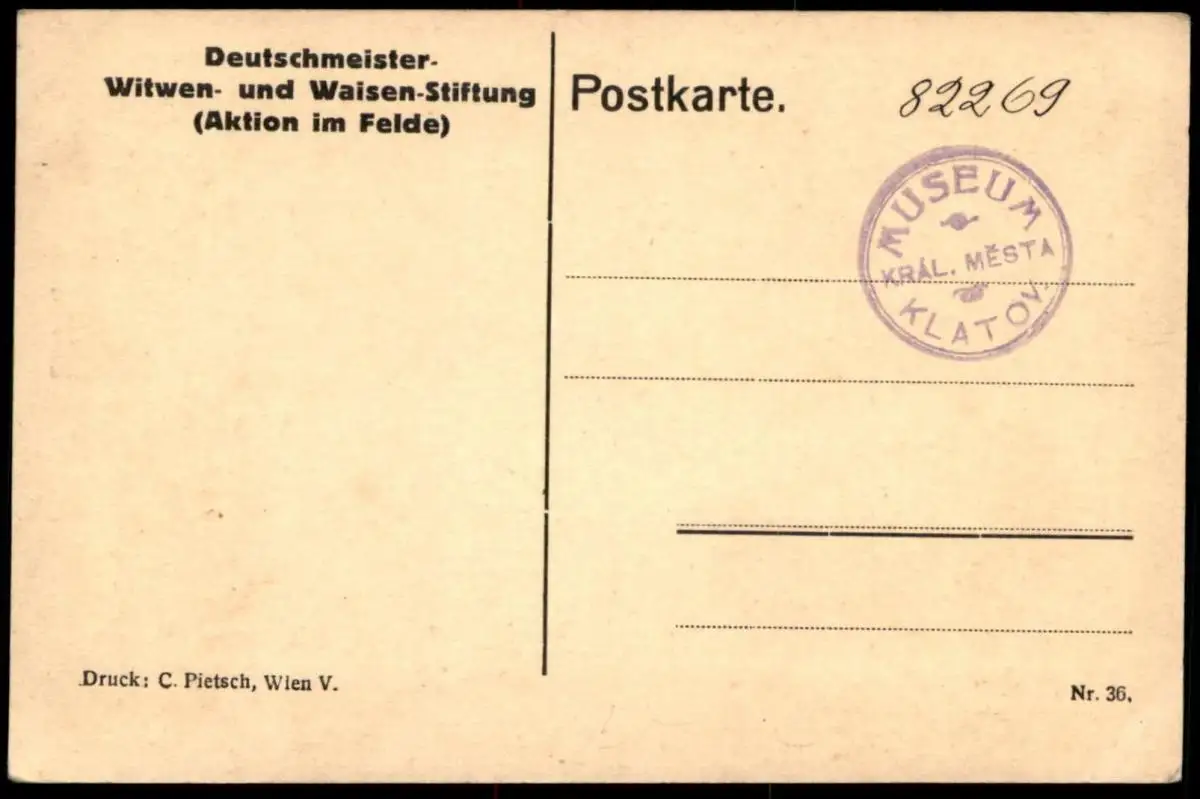 Deutschmeister-
Witwen- und Waisen-Stiftung
(Aktion im Felde)
Postkarte.
82269
MUSEUM
KRÁL. MĚSTA
KLATOV.
Druck: C. Pietsch, Wien V.
Nr. 36.